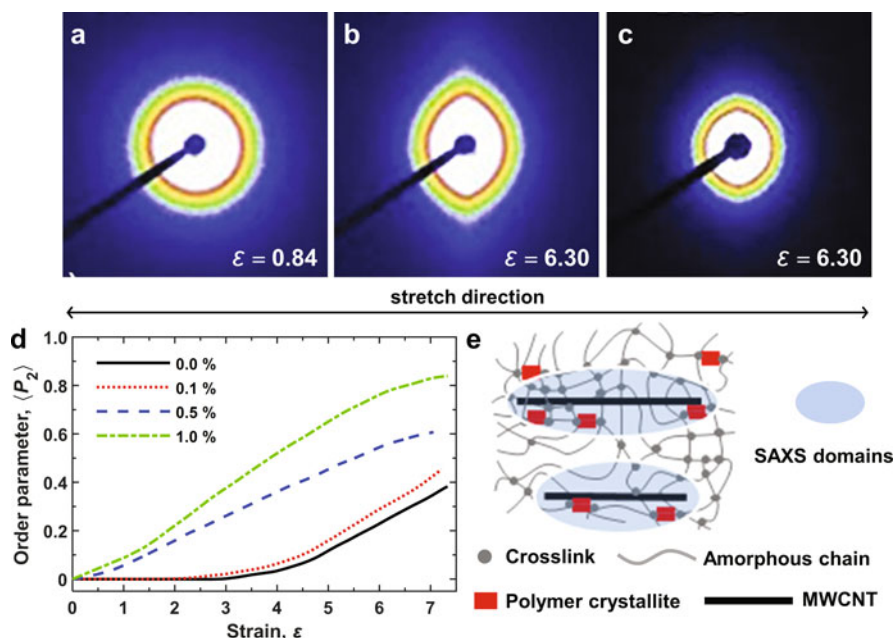 a
b
c
ε = 0.84
ε = 6.30
ε = 6.30
stretch direction
d
Order parameter, ⟨P₂⟩
1.0
0.8
0.6
0.4
0.2
0
0.0 %
0.1 %
0.5 %
1.0 %
0 1 2 3 4 5 6 7
Strain, ε
e
SAXS domains
Crosslink
Amorphous chain
Polymer crystallite
MWCNT